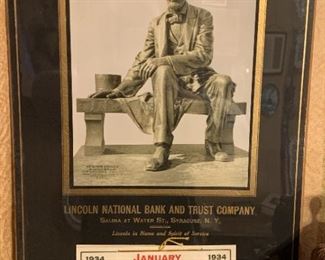 LINCOLN NATIONAL BANK AND TRUST COMPANY
SALINA AT WATER ST., SYRACUSE, N. Y.
Lincoln in Name and Spirit of Service
1934 JANUARY 1934